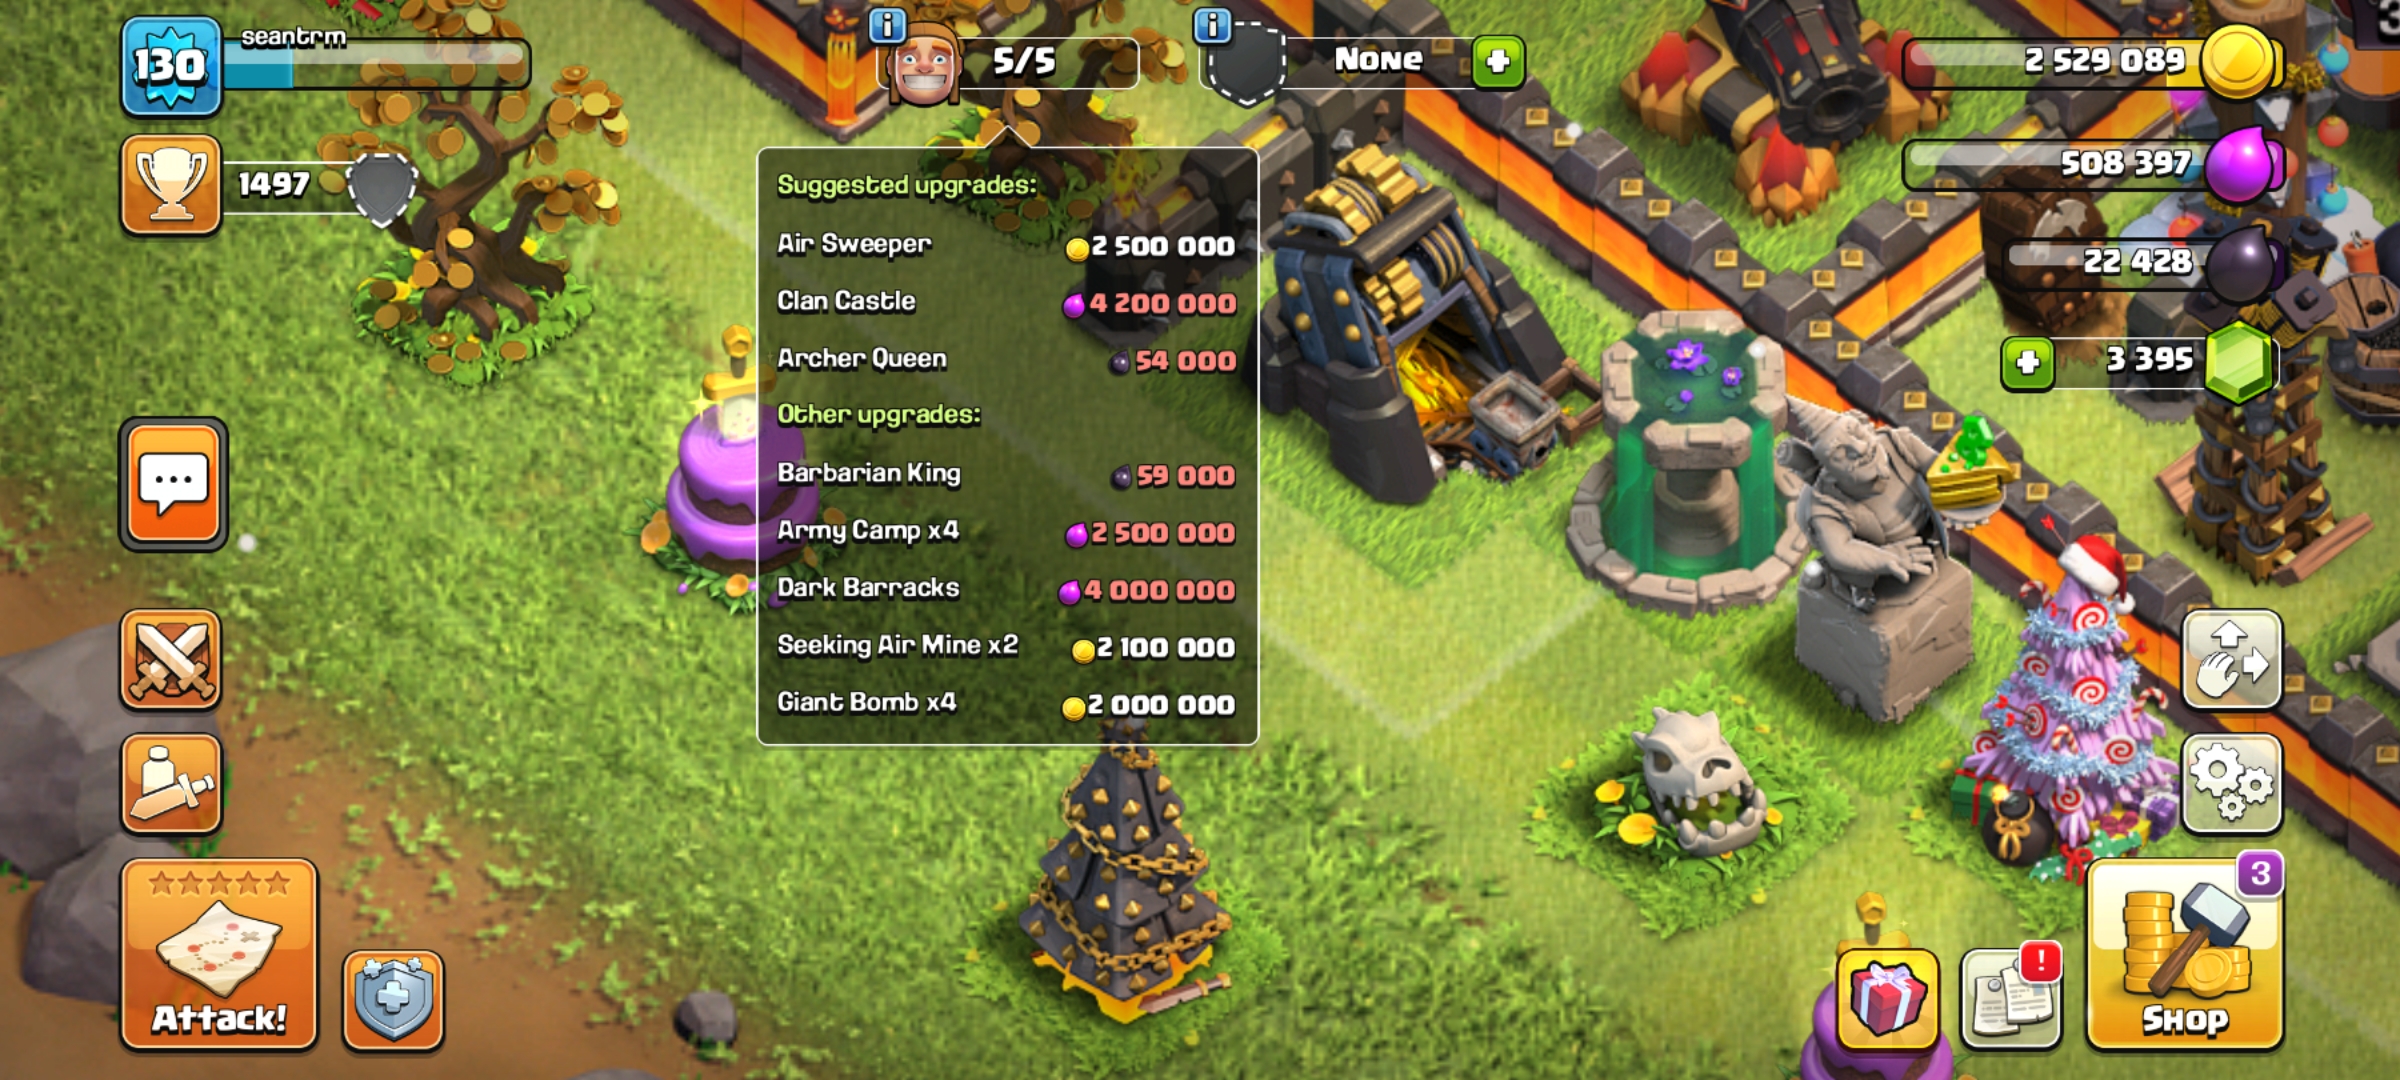 130
seantrm
5/5
None
2 529 089
1497
508 397
22 428
3 395
Suggested upgrades:
Air Sweeper 2 500 000
Clan Castle 4 200 000
Archer Queen 54 000
Other upgrades:
Barbarian King 59 000
Army Camp x4 2 500 000
Dark Barracks 4 000 000
Seeking Air Mine x2 2 100 000
Giant Bomb x4 2 000 000
Attack!
!
3
Shop